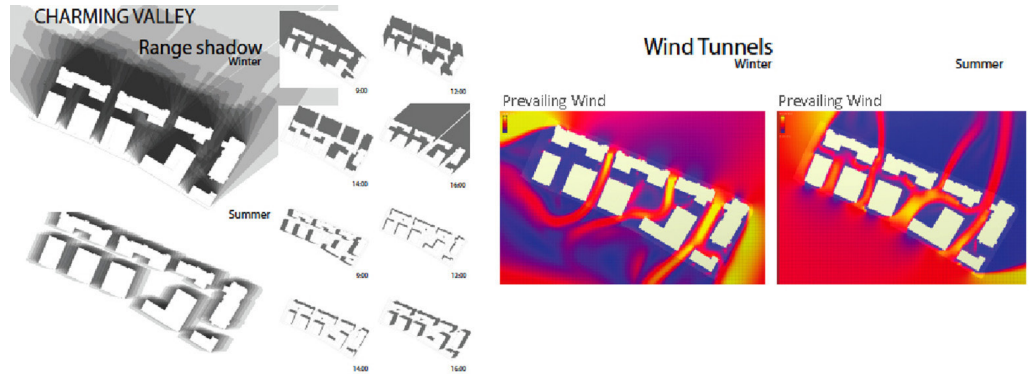 CHARMING VALLEY
Range shadow
Winter
9:00
12:00
14:00
16:00
Summer
9:00
12:00
14:00
16:00
Wind Tunnels
Winter
Summer
Prevailing Wind
Prevailing Wind